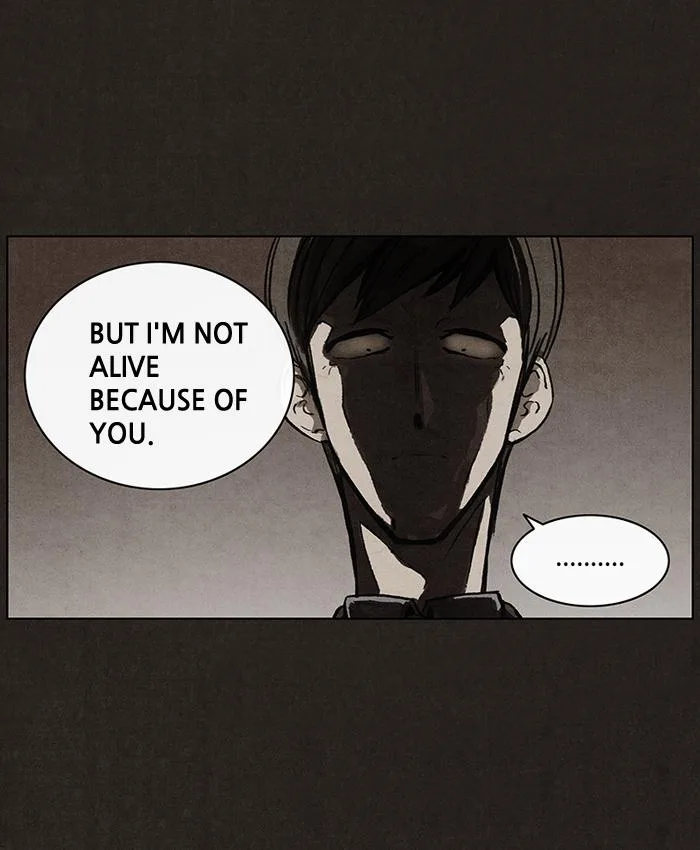 BUT I'M NOT
ALIVE
BECAUSE OF
YOU.
..........